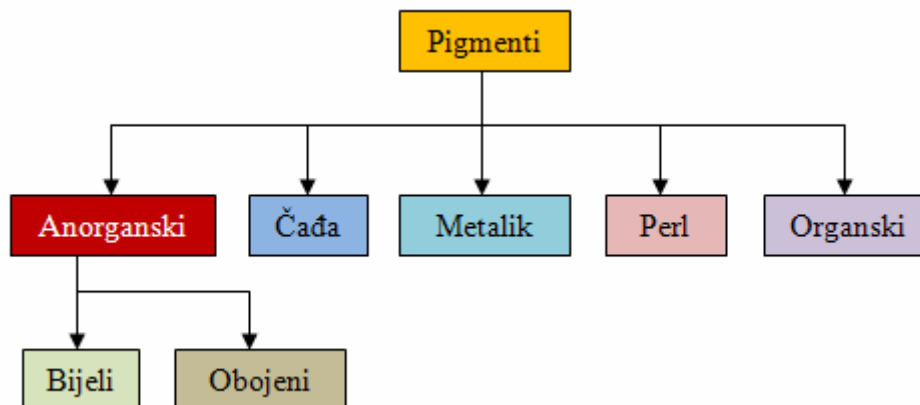 Pigmenti
Anorganski
Čađa
Metalik
Perl
Organski
Bijeli
Obojeni